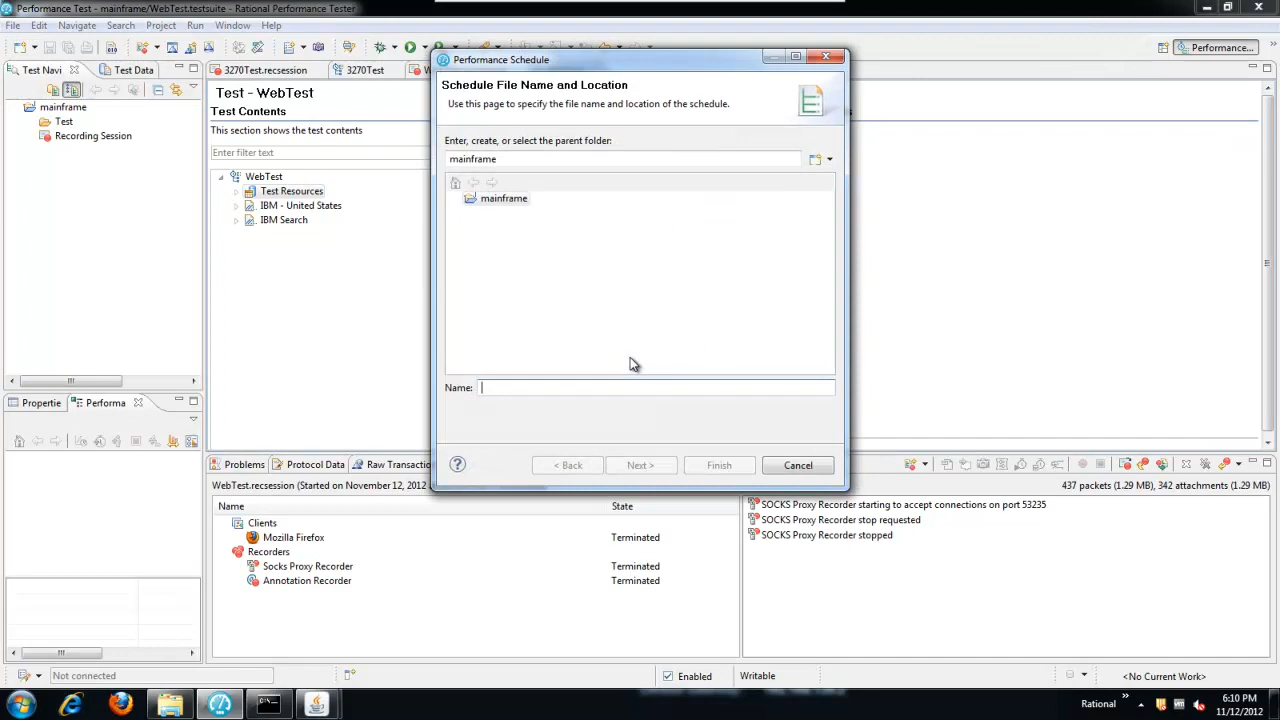 Performance Test - mainframe/WebTest.testsuite - Rational Performance Tester
File Edit Navigate Search Project Run Window Help
Performance...
Test Navi
Test Data
mainframe
Test
Recording Session
3270Test.recsession
3270Test
Test - WebTest
Test Contents
This section shows the test contents
Enter filter text
WebTest
Test Resources
IBM - United States
IBM Search
Performance Schedule
Schedule File Name and Location
Use this page to specify the file name and location of the schedule.
Enter, create, or select the parent folder:
mainframe
mainframe
Name:
< Back
Next >
Finish
Cancel
Propertie
Performa
Problems
Protocol Data
Raw Transactio
WebTest.recsession (Started on November 12, 2012
437 packets (1.29 MB), 342 attachments (1.29 MB)
Name State
Clients
Mozilla Firefox Terminated
Recorders
Socks Proxy Recorder Terminated
Annotation Recorder Terminated
SOCKS Proxy Recorder starting to accept connections on port 53235
SOCKS Proxy Recorder stop requested
SOCKS Proxy Recorder stopped
Not connected
Enabled
Writable
<No Current Work>
Rational
6:10 PM
11/12/2012